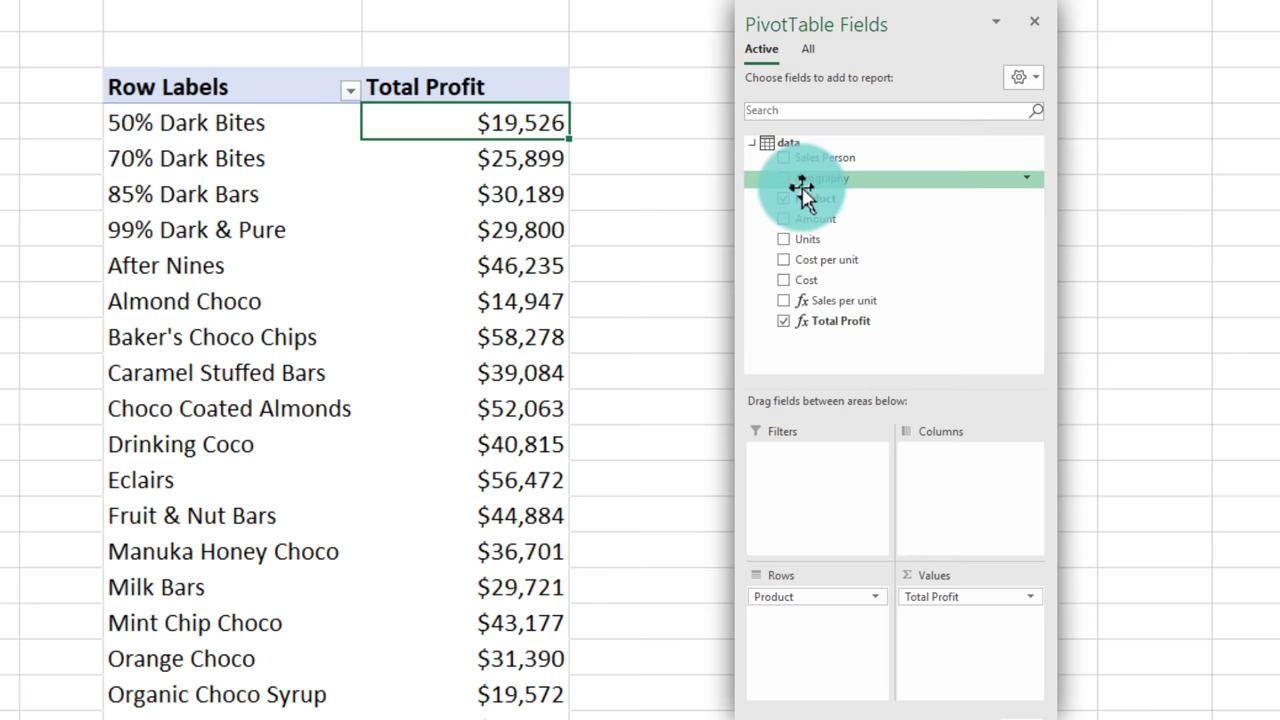 Row Labels Total Profit
50% Dark Bites $19,526
70% Dark Bites $25,899
85% Dark Bars $30,189
99% Dark & Pure $29,800
After Nines $46,235
Almond Choco $14,947
Baker's Choco Chips $58,278
Caramel Stuffed Bars $39,084
Choco Coated Almonds $52,063
Drinking Coco $40,815
Eclairs $56,472
Fruit & Nut Bars $44,884
Manuka Honey Choco $36,701
Milk Bars $29,721
Mint Chip Choco $43,177
Orange Choco $31,390
Organic Choco Syrup $19,572
PivotTable Fields
Active All
Choose fields to add to report:
Search
data
Sales Person
Geography
Product
Amount
Units
Cost per unit
Cost
fx Sales per unit
fx Total Profit
Drag fields between areas below:
Filters
Columns
Rows
Product
Σ Values
Total Profit